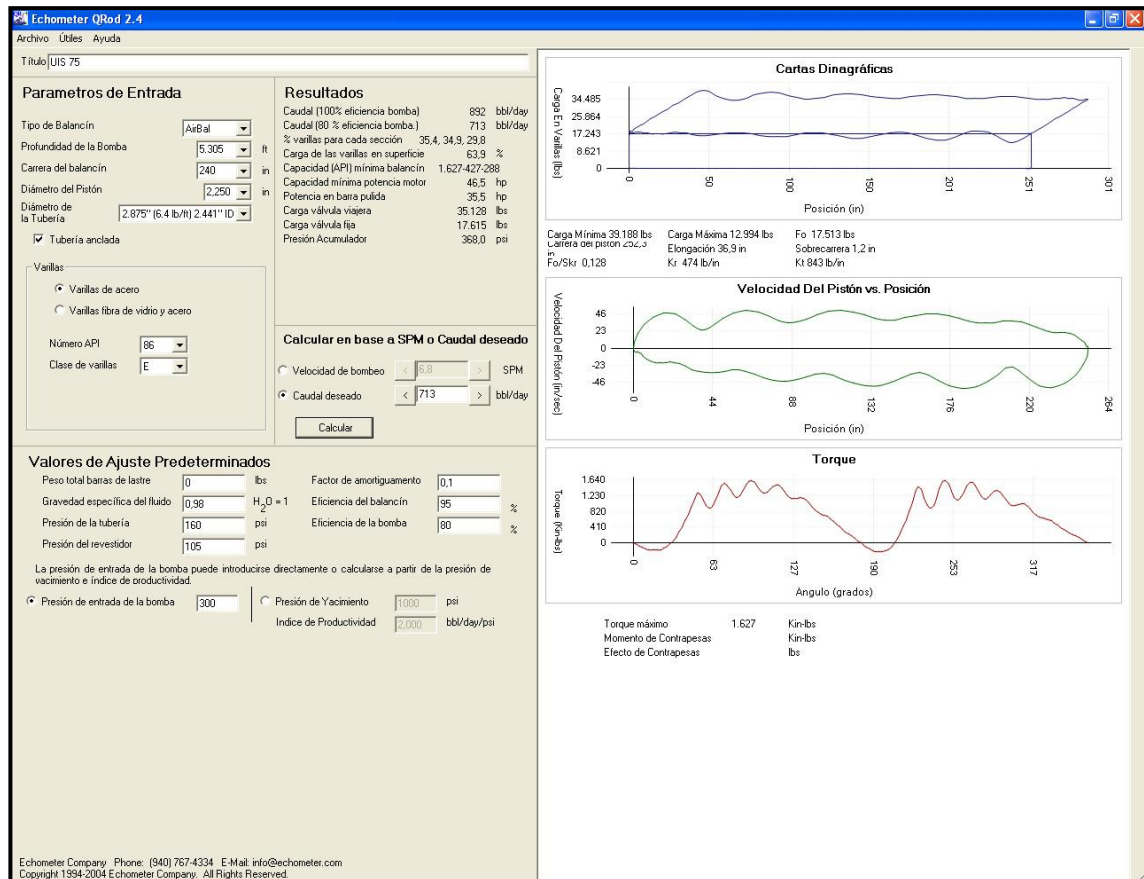 Echometer QRod 2.4
Archivo Útiles Ayuda
Título UIS 75
Parametros de Entrada
Tipo de Balancín AirBal
Profundidad de la Bomba 5.305 ft
Carrera del balancín 240 in
Diámetro del Pistón 2,250 in
Diámetro de la Tubería 2.875" (6.4 lb/ft) 2.441" ID
Tubería anclada
Varillas
Varillas de acero
Varillas fibra de vidrio y acero
Número API 86
Clase de varillas E
Resultados
Caudal (100% eficiencia bomba) 892 bbl/day
Caudal (80 % eficiencia bomba.) 713 bbl/day
% varillas para cada sección 35,4, 34,9, 29,8
Carga de las varillas en superficie 63,9 %
Capacidad (API) mínima balancín 1.627-427-288
Capacidad mínima potencia motor 46,5 hp
Potencia en barra pulida 35,5 hp
Carga válvula viajera 35.128 lbs
Carga válvula fija 17.615 lbs
Presión Acumulador 368,0 psi
Calcular en base a SPM o Caudal deseado
Velocidad de bombeo < 6,8 > SPM
Caudal deseado < 713 > bbl/day
Calcular
Valores de Ajuste Predeterminados
Peso total barras de lastre 0 lbs
Gravedad específica del fluido 0,98 H2O = 1
Presión de la tubería 160 psi
Presión del revestidor 105 psi
Factor de amortiguamento 0,1
Eficiencia del balancín 95 %
Eficiencia de la bomba 80 %
La presión de entrada de la bomba puede introducirse directamente o calcularse a partir de la presión de
yacimiento e índice de productividad.
Presión de entrada de la bomba 300
Presión de Yacimiento 1000 psi
Indice de Productividad 2.000 bbl/day/psi
Echometer Company Phone: (940) 767-4334 E-Mail: info@echometer.com
Copyright 1994-2004 Echometer Company. All Rights Reserved.
Cartas Dinagráficas
Carga En Varillas (lbs)
34.485
25.864
17.243
8.621
0
0 50 100 150 201 251 301
Posición (in)
Carga Mínima 39.188 lbs Carga Máxima 12.994 lbs Fo 17.513 lbs
Carrera del pistón 252,3 Elongación 36,9 in Sobrecarrera 1,2 in
Fo/Skr 0,128 Kr 474 lb/in Kt 843 lb/in
Velocidad Del Pistón vs. Posición
Velocidad Del Pistón (in/sec)
46
23
0
-23
-46
0 44 88 132 176 220 264
Posición (in)
Torque
Torque (Kin-lbs)
1.640
1.230
820
410
0
0 63 127 190 253 317
Angulo (grados)
Torque máximo 1.627 Kin-lbs
Momento de Contrapesas Kin-lbs
Efecto de Contrapesas lbs